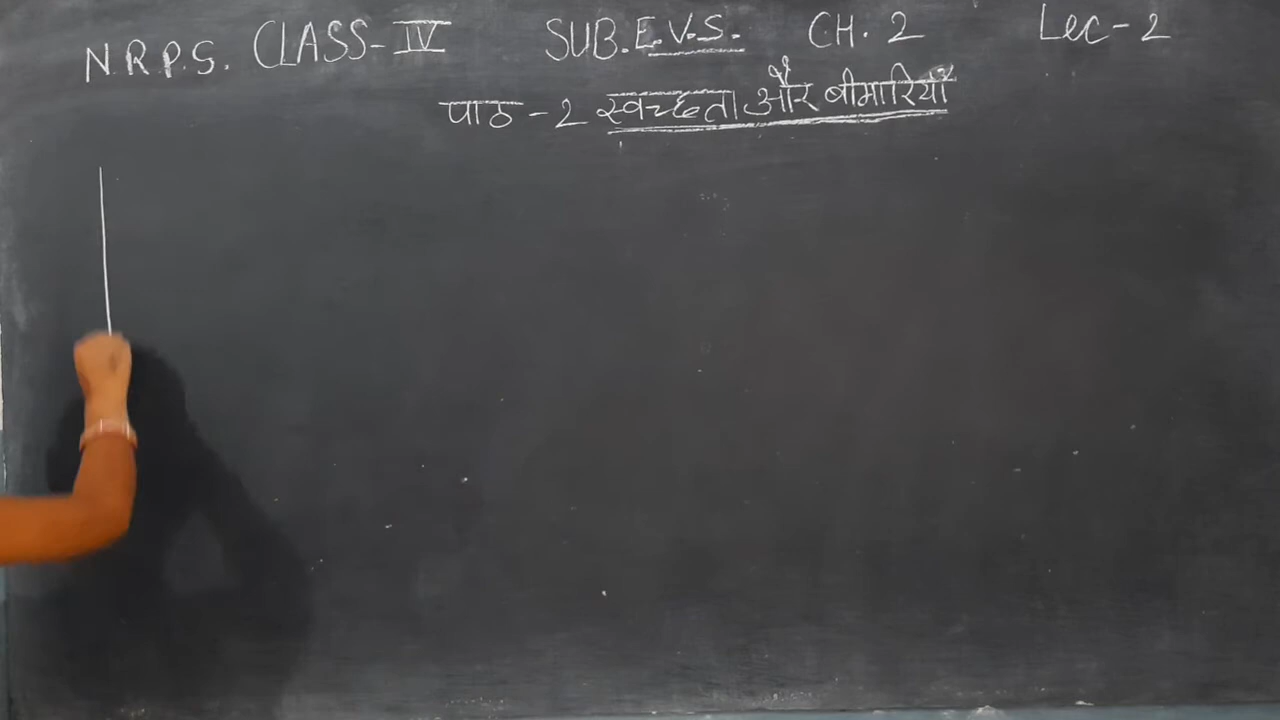 N.R.P.S. CLASS-IV SUB.E.V.S. CH. 2 Lec-2
पाठ-2 स्वच्छता और बीमारियाँ